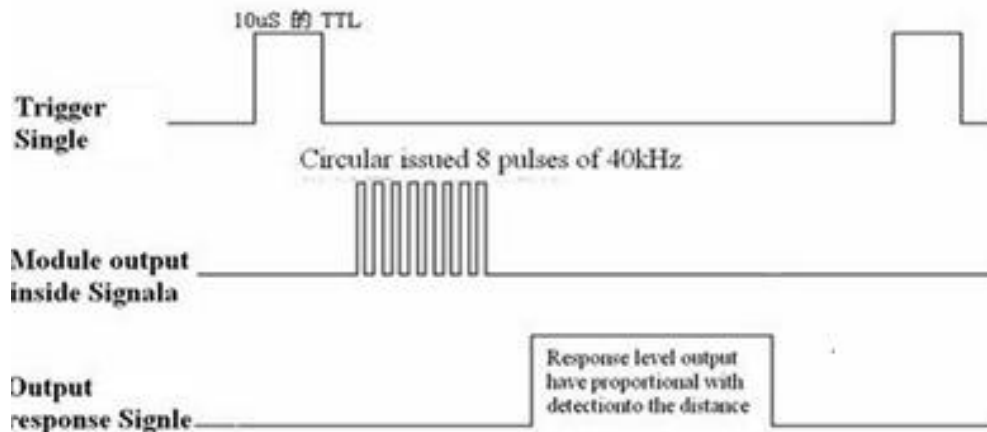 10uS 的 TTL
Trigger
Single
Circular issued 8 pulses of 40kHz
Module output
inside Signala
Response level output
have proportional with
detectionto the distance
Output
response Signle